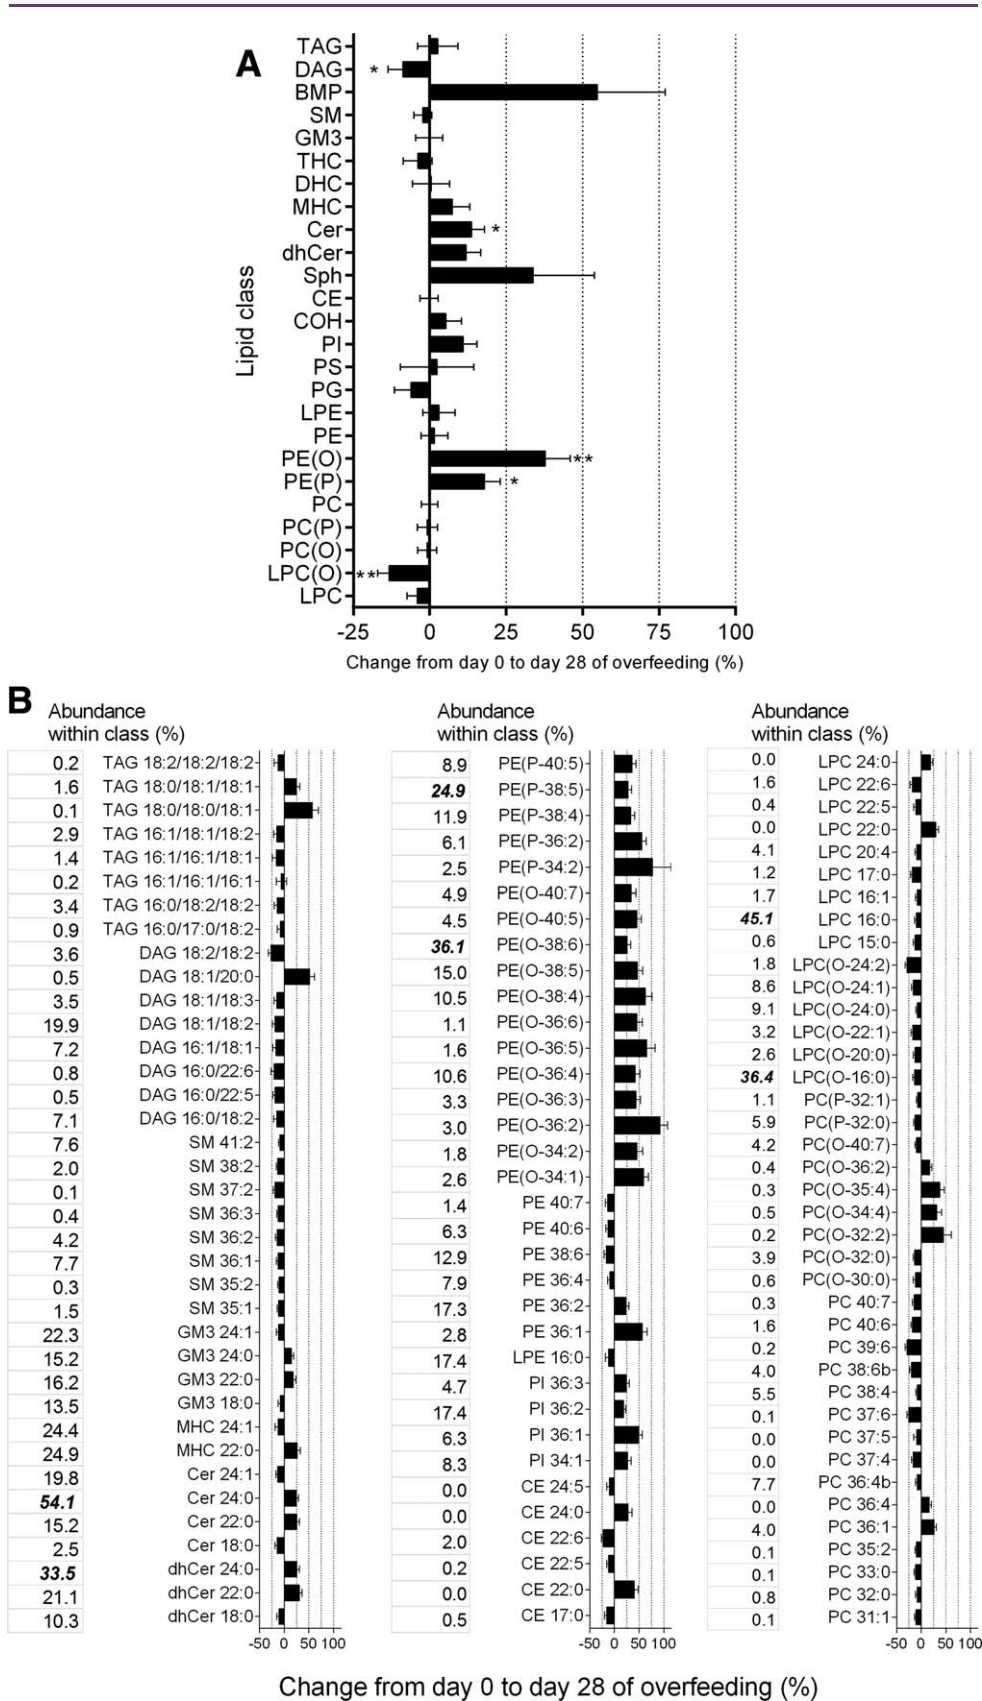 A
TAG
DAG
*
BMP
SM
GM3
THC
DHC
MHC
Cer
*
dhCer
Sph
CE
COH
PI
PS
PG
LPE
PE
PE(O)
**
PE(P)
*
PC
PC(P)
PC(O)
LPC(O)
**
LPC
Lipid class
-25 0 25 50 75 100
Change from day 0 to day 28 of overfeeding (%)
B
Abundance
within class (%)
0.2 TAG 18:2/18:2/18:2
1.6 TAG 18:0/18:1/18:1
0.1 TAG 18:0/18:0/18:1
2.9 TAG 16:1/18:1/18:2
1.4 TAG 16:1/16:1/18:1
0.2 TAG 16:1/16:1/16:1
3.4 TAG 16:0/18:2/18:2
0.9 TAG 16:0/17:0/18:2
3.6 DAG 18:2/18:2
0.5 DAG 18:1/20:0
3.5 DAG 18:1/18:3
19.9 DAG 18:1/18:2
7.2 DAG 16:1/18:1
0.8 DAG 16:0/22:6
0.5 DAG 16:0/22:5
7.1 DAG 16:0/18:2
7.6 SM 41:2
2.0 SM 38:2
0.1 SM 37:2
0.4 SM 36:3
4.2 SM 36:2
7.7 SM 36:1
0.3 SM 35:2
1.5 SM 35:1
22.3 GM3 24:1
15.2 GM3 24:0
16.2 GM3 22:0
13.5 GM3 18:0
24.4 MHC 24:1
24.9 MHC 22:0
19.8 Cer 24:1
54.1 Cer 24:0
15.2 Cer 22:0
2.5 Cer 18:0
33.5 dhCer 24:0
21.1 dhCer 22:0
10.3 dhCer 18:0
-50 0 50 100
Abundance
within class (%)
8.9 PE(P-40:5)
24.9 PE(P-38:5)
11.9 PE(P-38:4)
6.1 PE(P-36:2)
2.5 PE(P-34:2)
4.9 PE(O-40:7)
4.5 PE(O-40:5)
36.1 PE(O-38:6)
15.0 PE(O-38:5)
10.5 PE(O-38:4)
1.1 PE(O-36:6)
1.6 PE(O-36:5)
10.6 PE(O-36:4)
3.3 PE(O-36:3)
3.0 PE(O-36:2)
1.8 PE(O-34:2)
2.6 PE(O-34:1)
1.4 PE 40:7
6.3 PE 40:6
12.9 PE 38:6
7.9 PE 36:4
17.3 PE 36:2
2.8 PE 36:1
17.4 LPE 16:0
4.7 PI 36:3
17.4 PI 36:2
6.3 PI 36:1
8.3 PI 34:1
0.0 CE 24:5
0.0 CE 24:0
2.0 CE 22:6
0.2 CE 22:5
0.0 CE 22:0
0.5 CE 17:0
-50 0 50 100
Abundance
within class (%)
0.0 LPC 24:0
1.6 LPC 22:6
0.4 LPC 22:5
0.0 LPC 22:0
4.1 LPC 20:4
1.2 LPC 17:0
1.7 LPC 16:1
45.1 LPC 16:0
0.6 LPC 15:0
1.8 LPC(O-24:2)
8.6 LPC(O-24:1)
9.1 LPC(O-24:0)
3.2 LPC(O-22:1)
2.6 LPC(O-20:0)
36.4 LPC(O-16:0)
1.1 PC(P-32:1)
5.9 PC(P-32:0)
4.2 PC(O-40:7)
0.4 PC(O-36:2)
0.3 PC(O-35:4)
0.5 PC(O-34:4)
0.2 PC(O-32:2)
3.9 PC(O-32:0)
0.6 PC(O-30:0)
0.3 PC 40:7
1.6 PC 40:6
0.2 PC 39:6
4.0 PC 38:6b
5.5 PC 38:4
0.1 PC 37:6
0.0 PC 37:5
0.0 PC 37:4
7.7 PC 36:4b
0.0 PC 36:4
4.0 PC 36:1
0.1 PC 35:2
0.1 PC 33:0
0.8 PC 32:0
0.1 PC 31:1
-50 0 50 100
Change from day 0 to day 28 of overfeeding (%)